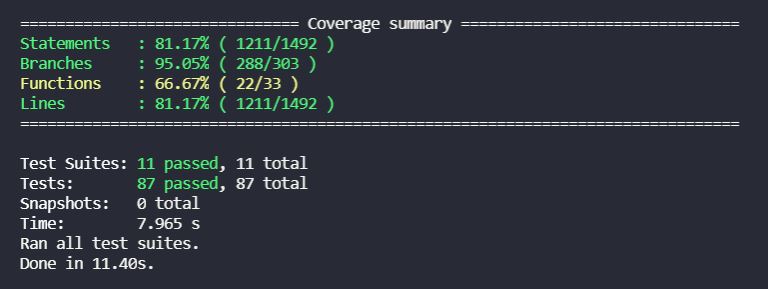 =============================== Coverage summary ===============================
Statements   : 81.17% ( 1211/1492 )
Branches     : 95.05% ( 288/303 )
Functions    : 66.67% ( 22/33 )
Lines        : 81.17% ( 1211/1492 )
================================================================================
Test Suites: 11 passed, 11 total
Tests:       87 passed, 87 total
Snapshots:   0 total
Time:        7.965 s
Ran all test suites.
Done in 11.40s.